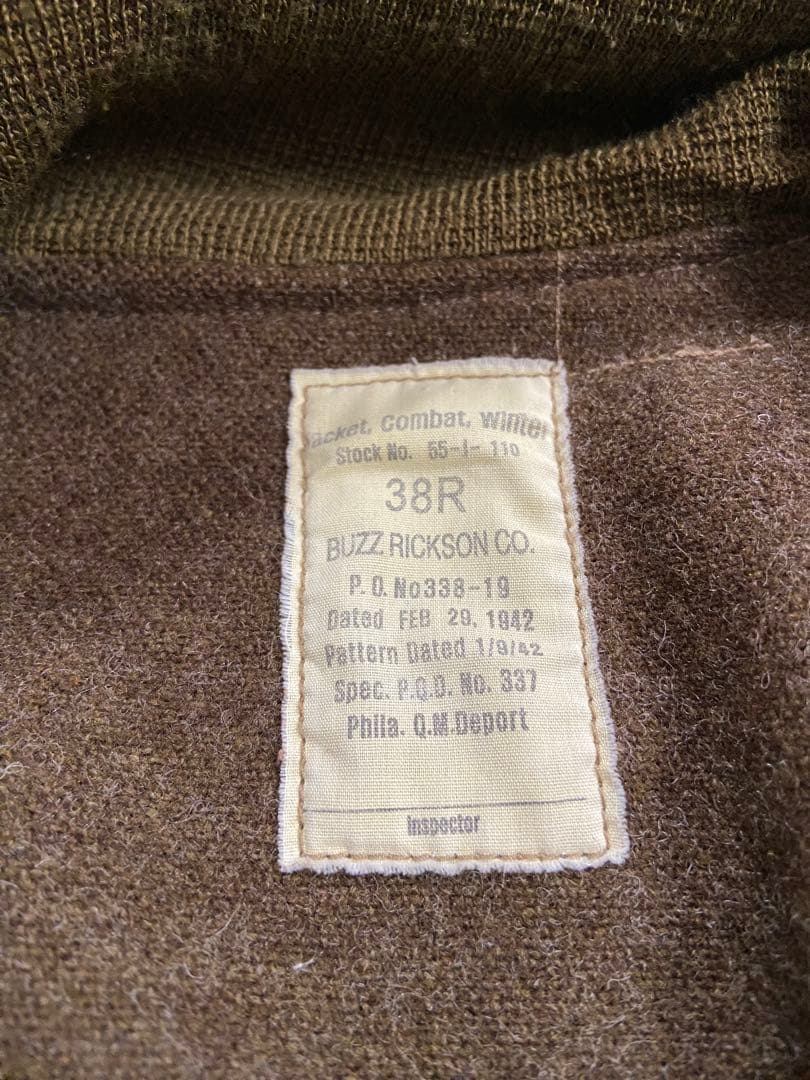 Jacket, Combat, Winter
Stock No. 55-J- 110
38R
BUZZ RICKSON CO.
P. O. No338-19
Dated FEB 29, 1942
Pattern Dated 1/9/42
Spec. P.Q.D. No. 337
Phila. Q.M.Deport
Inspector